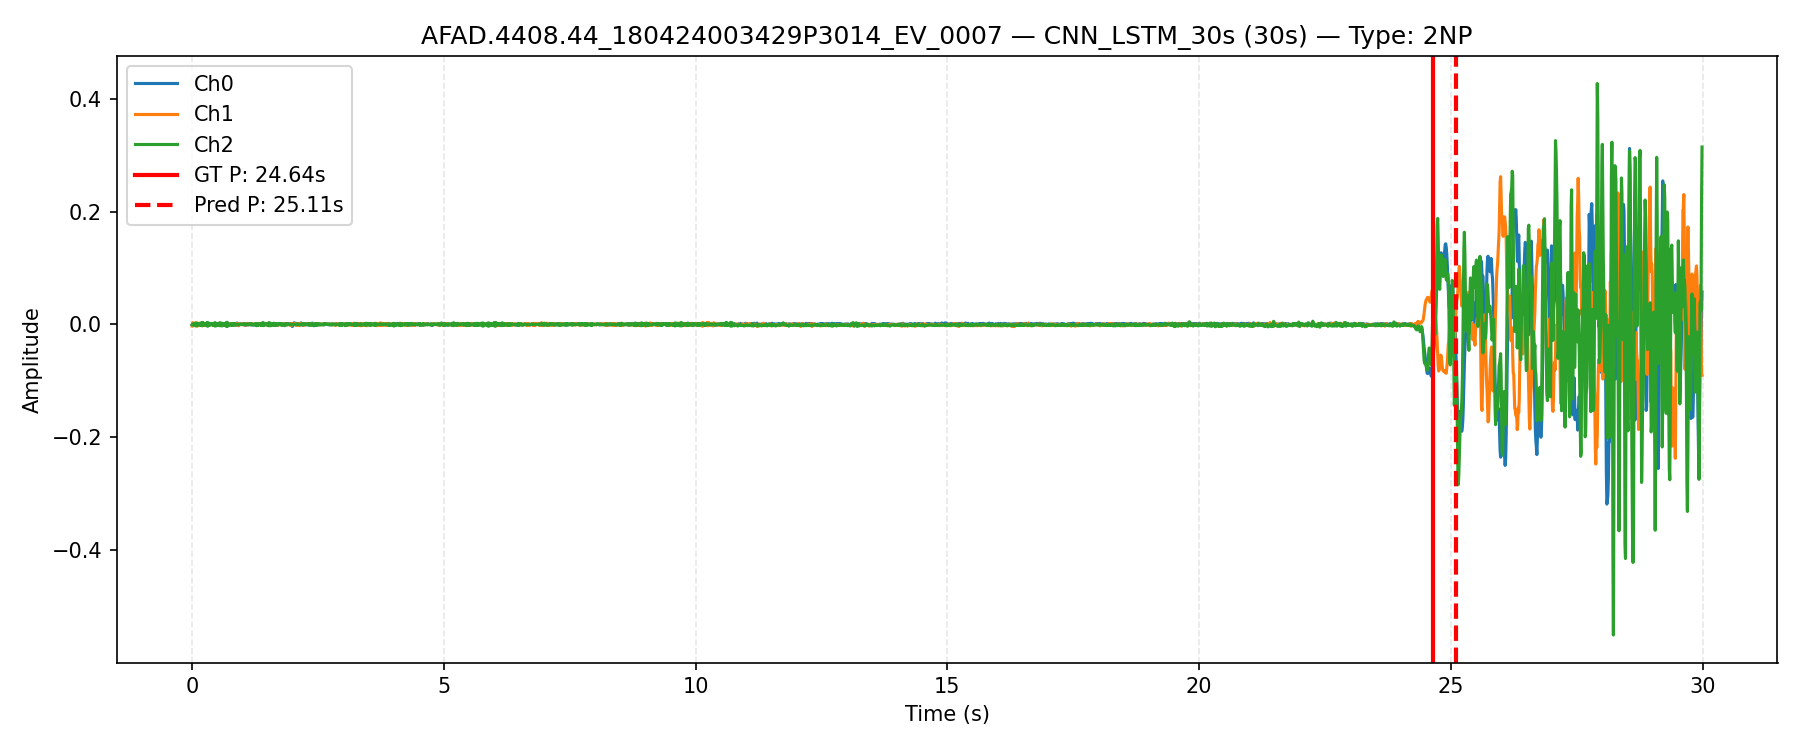 AFAD.4408.44_180424003429P3014_EV_0007 — CNN_LSTM_30s (30s) — Type: 2NP
Ch0
Ch1
Ch2
GT P: 24.64s
Pred P: 25.11s
0.4
0.2
0.0
−0.2
−0.4
Amplitude
0
5
10
15
20
25
30
Time (s)